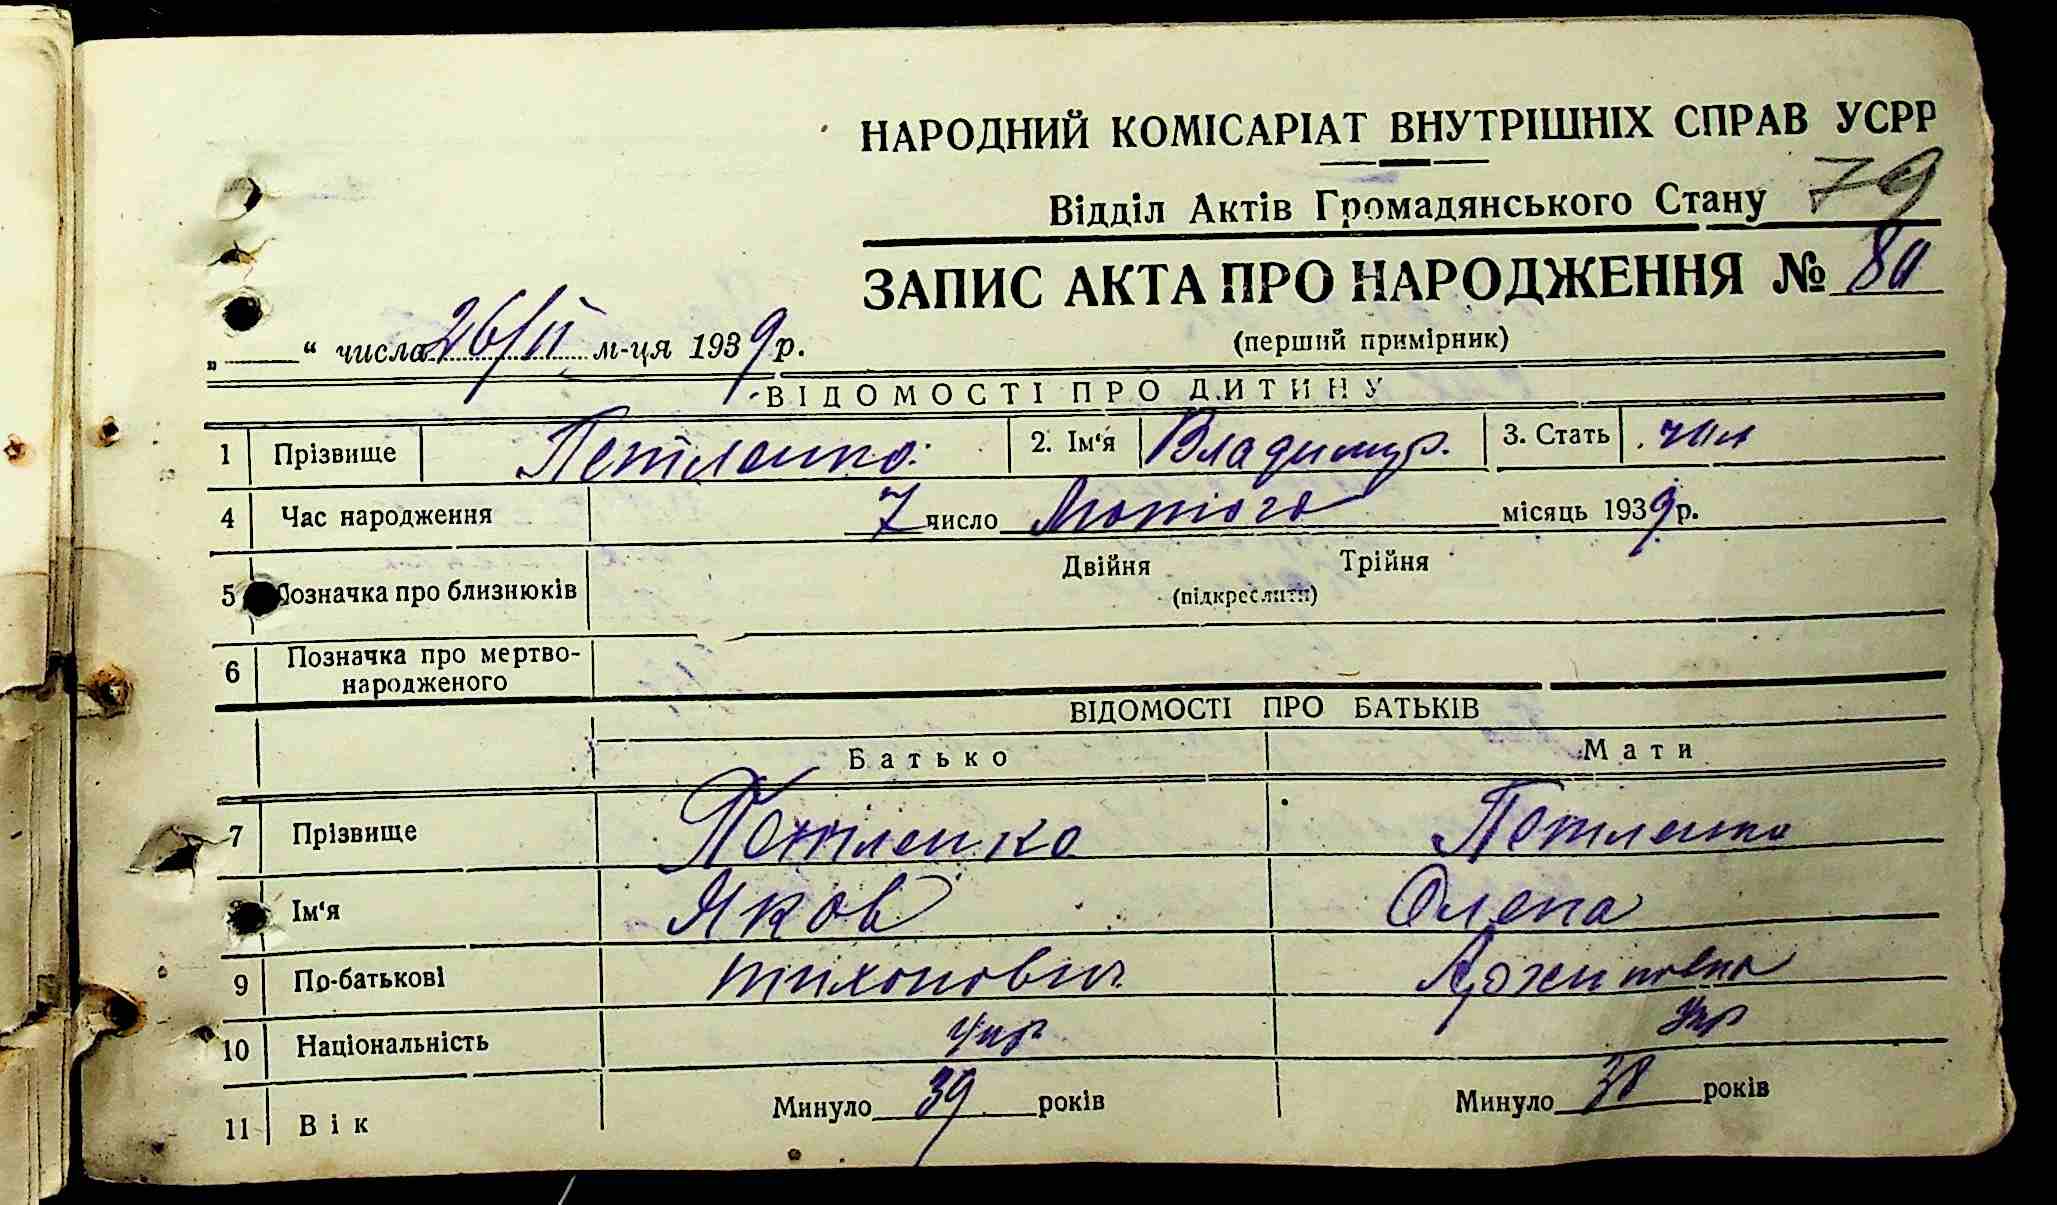 НАРОДНИЙ КОМІСАРІАТ ВНУТРІШНІХ СПРАВ УСРР
Відділ Актів Громадянського Стану 79
ЗАПИС АКТА ПРО НАРОДЖЕННЯ № 80
„ “ числа 26/II м-ця 1939 р. (перший примірник)
ВІДОМОСТІ ПРО ДИТИНУ
1 Прізвище Петленко 2. Ім‘я Владимир. 3. Стать чол
4 Час народження 7 число Лютого місяць 1939 р.
5 Позначка про близнюків Двійня Трійня
(підкреслити)
6 Позначка про мертво-
народженого
ВІДОМОСТІ ПРО БАТЬКІВ
Батько Мати
7 Прізвище Петленко Петленко
Ім‘я Яков Олена
9 По-батькові Тихонович Архиповна
10 Національність укр укр
11 Вік Минуло 39 років Минуло 38 років